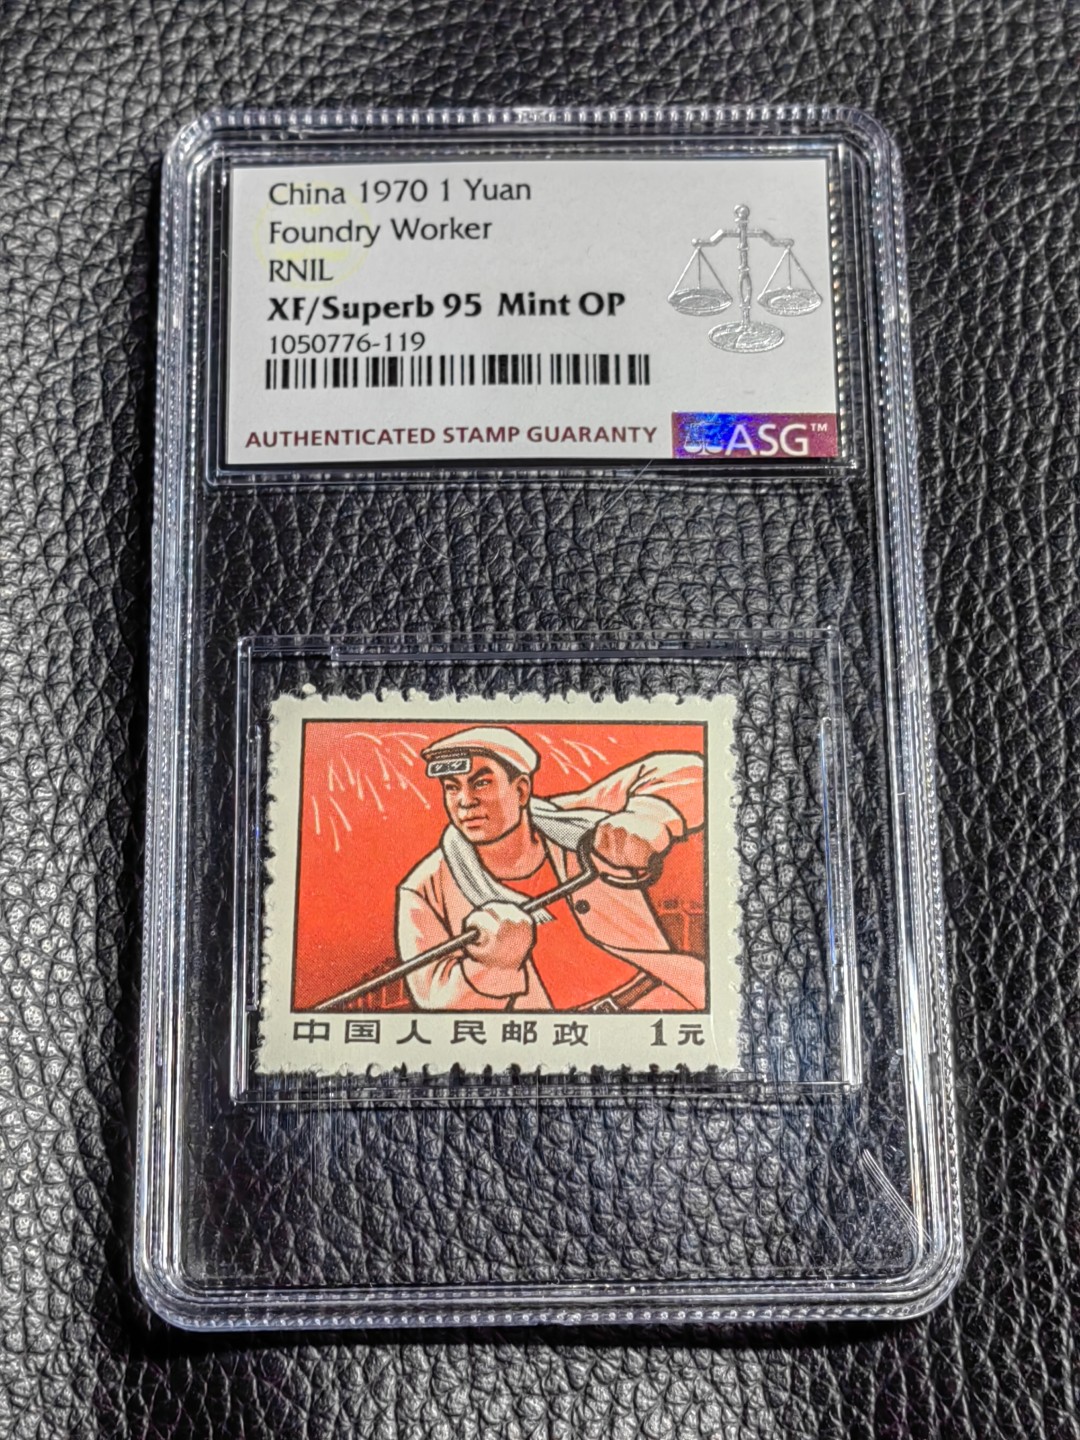 China 1970 1 Yuan
Foundry Worker
RNIL
XF/Superb 95 Mint OP
1050776-119
AUTHENTICATED STAMP GUARANTY ASG™
中国人民邮政 1元